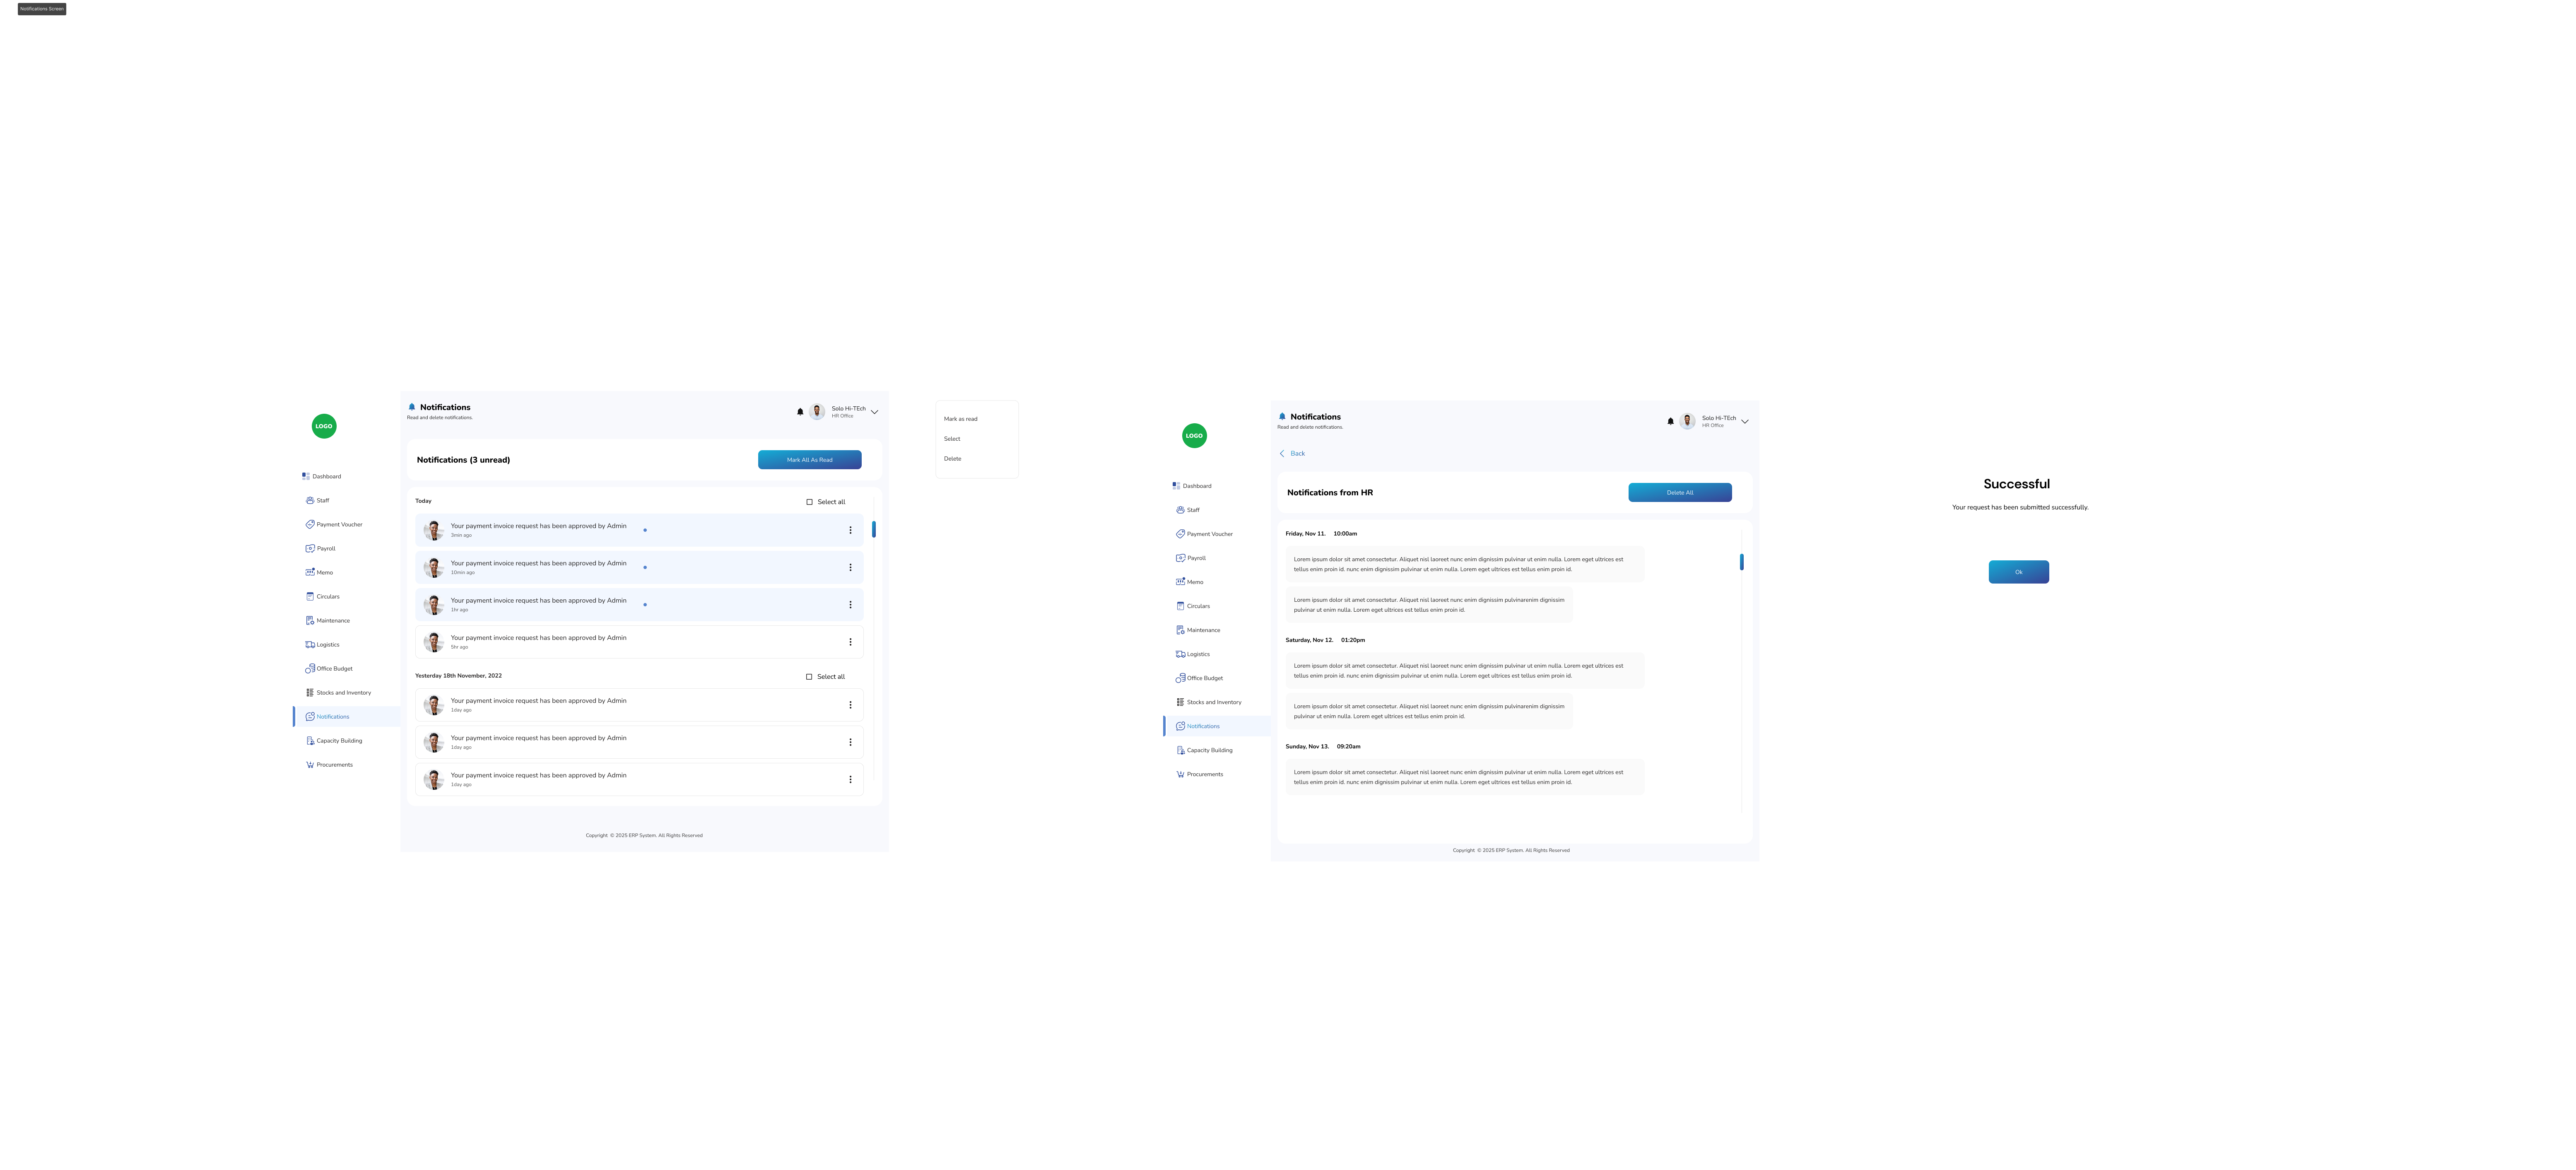 Notifications Screen
LOGO
Dashboard
Staff
Payment Voucher
Payroll
Memo
Circulars
Maintenance
Logistics
Office Budget
Stocks and Inventory
Notifications
Capacity Building
Procurements
Notifications
Read and delete notifications.
Solo Hi-TEch
HR Office
Notifications (3 unread)
Mark All As Read
Today
Select all
Your payment invoice request has been approved by Admin
3min ago
Your payment invoice request has been approved by Admin
10min ago
Your payment invoice request has been approved by Admin
1hr ago
Your payment invoice request has been approved by Admin
5hr ago
Yesterday 18th November, 2022
Select all
Your payment invoice request has been approved by Admin
1day ago
Your payment invoice request has been approved by Admin
1day ago
Your payment invoice request has been approved by Admin
1day ago
Copyright © 2025 ERP System. All Rights Reserved
Mark as read
Select
Delete
LOGO
Dashboard
Staff
Payment Voucher
Payroll
Memo
Circulars
Maintenance
Logistics
Office Budget
Stocks and Inventory
Notifications
Capacity Building
Procurements
Notifications
Read and delete notifications.
Solo Hi-TEch
HR Office
Back
Notifications from HR
Delete All
Friday, Nov 11. 10:00am
Lorem ipsum dolor sit amet consectetur. Aliquet nisl laoreet nunc enim dignissim pulvinar ut enim nulla. Lorem eget ultrices est
tellus enim proin id. nunc enim dignissim pulvinar ut enim nulla. Lorem eget ultrices est tellus enim proin id.
Lorem ipsum dolor sit amet consectetur. Aliquet nisl laoreet nunc enim dignissim pulvinarenim dignissim
pulvinar ut enim nulla. Lorem eget ultrices est tellus enim proin id.
Saturday, Nov 12. 01:20pm
Lorem ipsum dolor sit amet consectetur. Aliquet nisl laoreet nunc enim dignissim pulvinar ut enim nulla. Lorem eget ultrices est
tellus enim proin id. nunc enim dignissim pulvinar ut enim nulla. Lorem eget ultrices est tellus enim proin id.
Lorem ipsum dolor sit amet consectetur. Aliquet nisl laoreet nunc enim dignissim pulvinarenim dignissim
pulvinar ut enim nulla. Lorem eget ultrices est tellus enim proin id.
Sunday, Nov 13. 09:20am
Lorem ipsum dolor sit amet consectetur. Aliquet nisl laoreet nunc enim dignissim pulvinar ut enim nulla. Lorem eget ultrices est
tellus enim proin id. nunc enim dignissim pulvinar ut enim nulla. Lorem eget ultrices est tellus enim proin id.
Copyright © 2025 ERP System. All Rights Reserved
Successful
Your request has been submitted successfully.
Ok